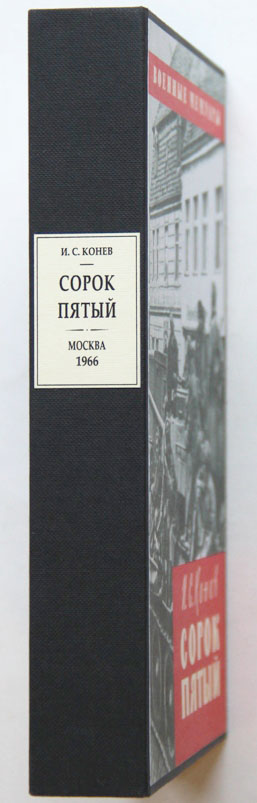 И. С. КОНЕВ
СОРОК
ПЯТЫЙ
МОСКВА
1966
ВОЕННЫЕ МЕМУАРЫ
И.С. Конев
СОРОК
ПЯТЫЙ